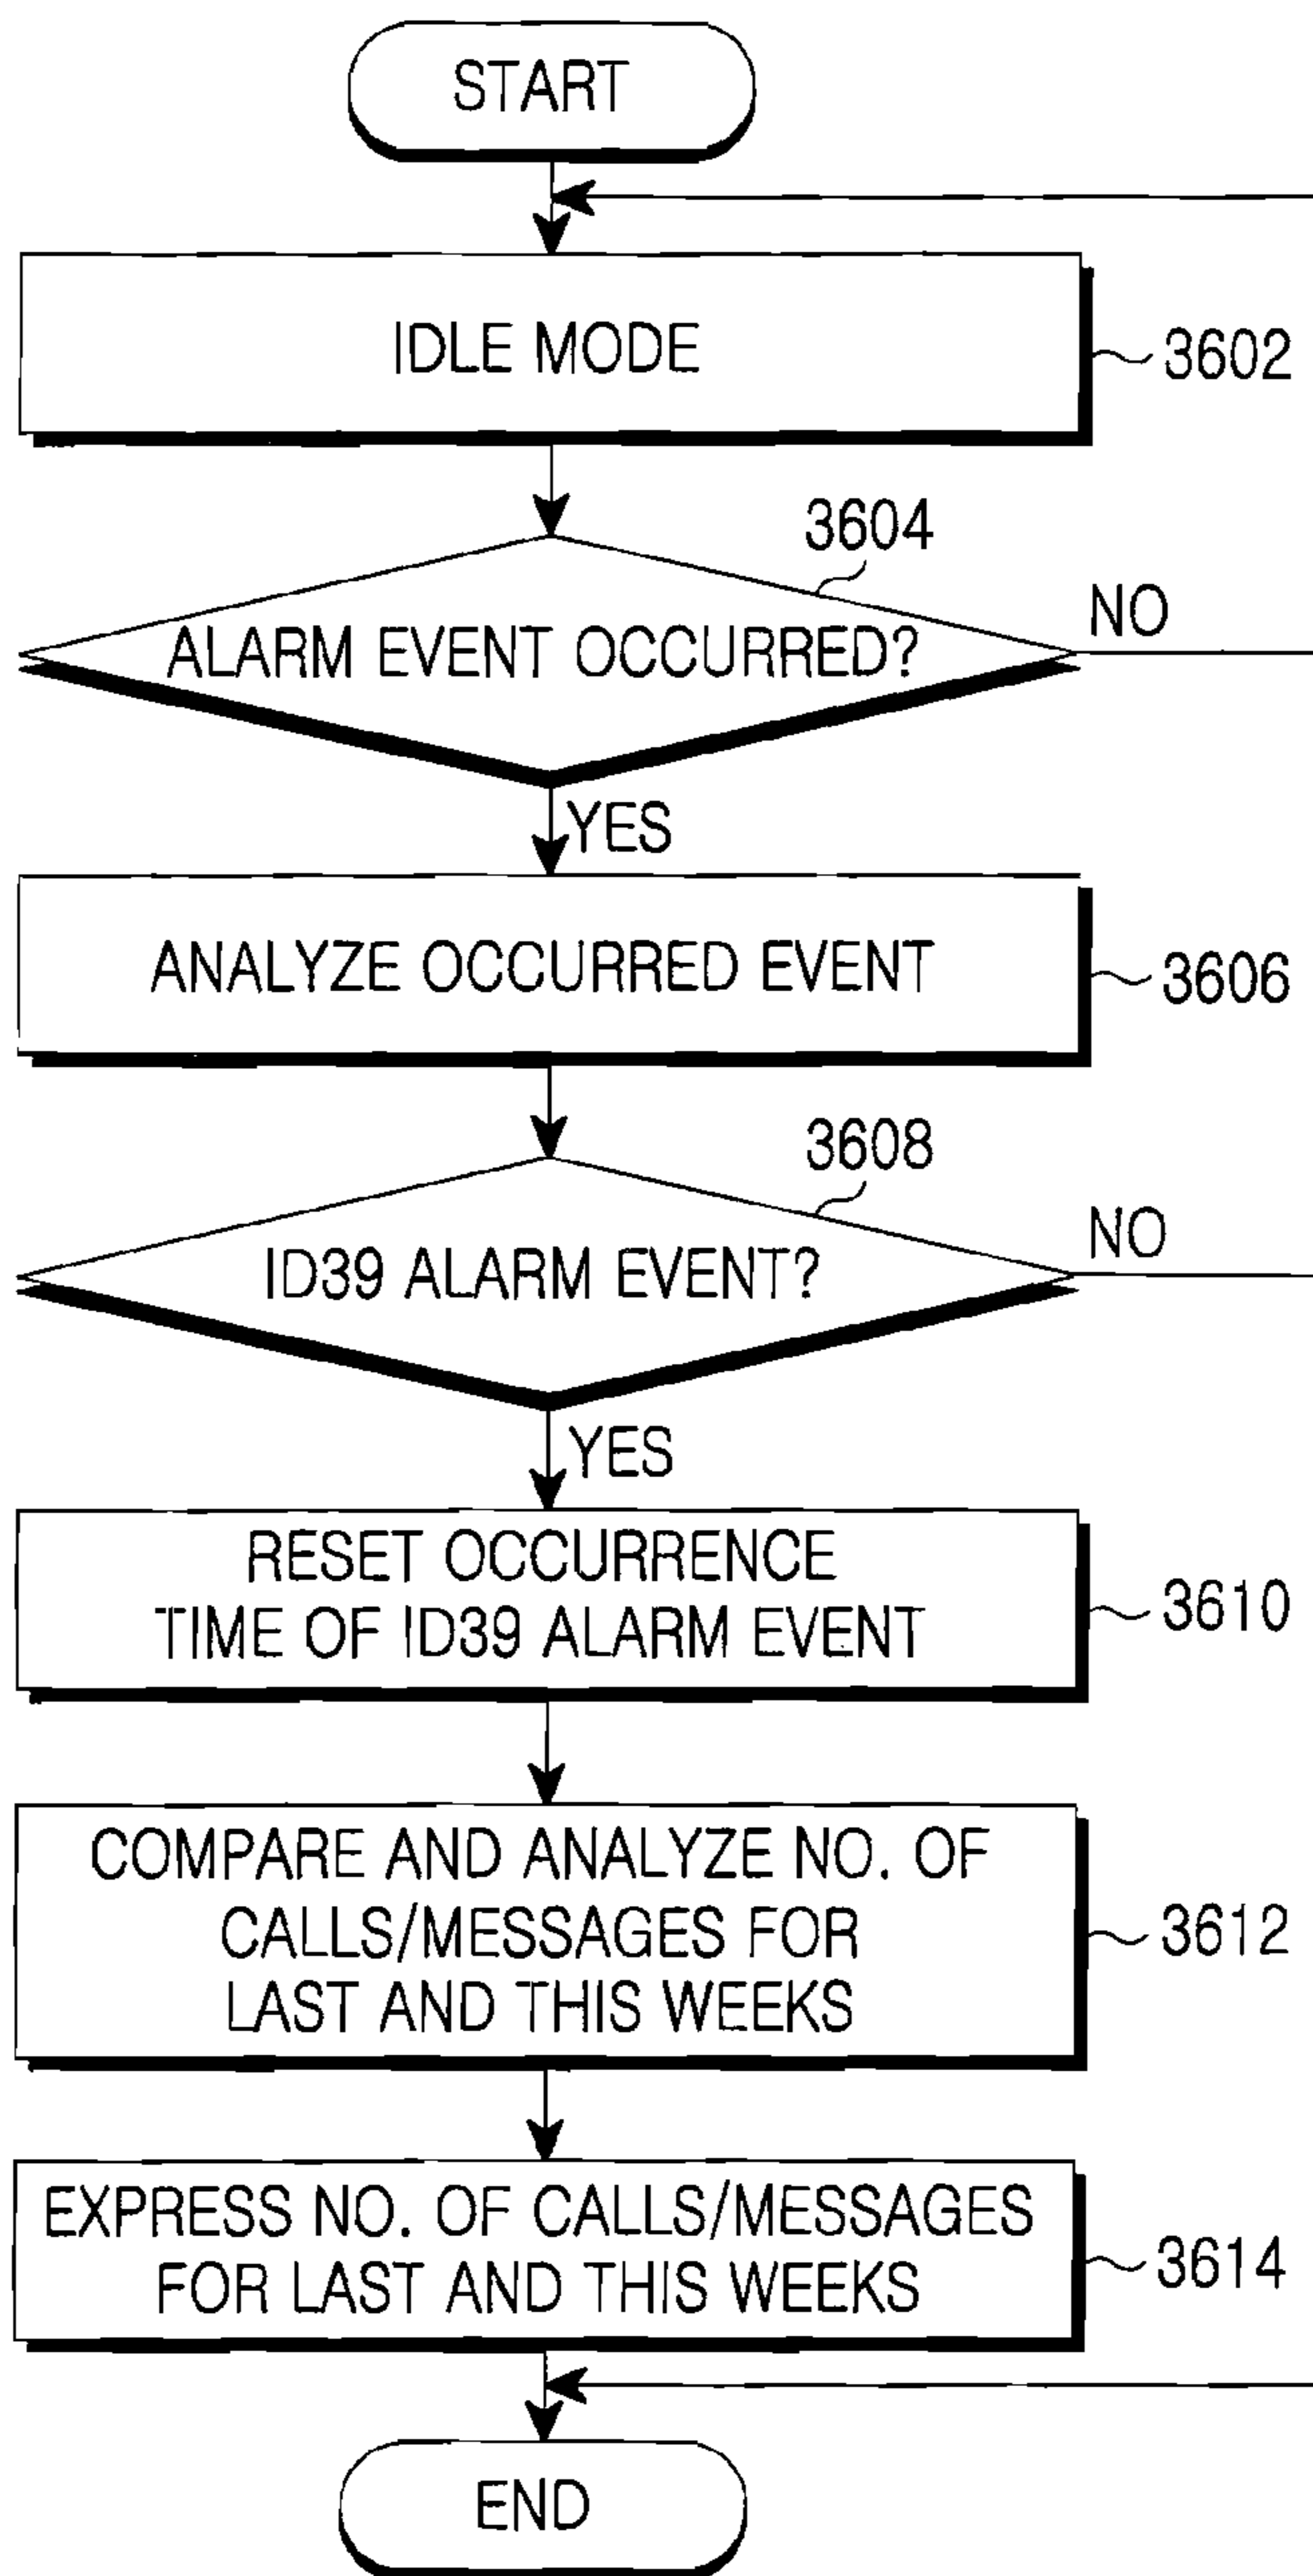 START
IDLE MODE
3602
3604
ALARM EVENT OCCURRED?
NO
YES
ANALYZE OCCURRED EVENT
3606
3608
ID39 ALARM EVENT?
NO
YES
RESET OCCURRENCE
TIME OF ID39 ALARM EVENT
3610
COMPARE AND ANALYZE NO. OF
CALLS/MESSAGES FOR
LAST AND THIS WEEKS
3612
EXPRESS NO. OF CALLS/MESSAGES
FOR LAST AND THIS WEEKS
3614
END